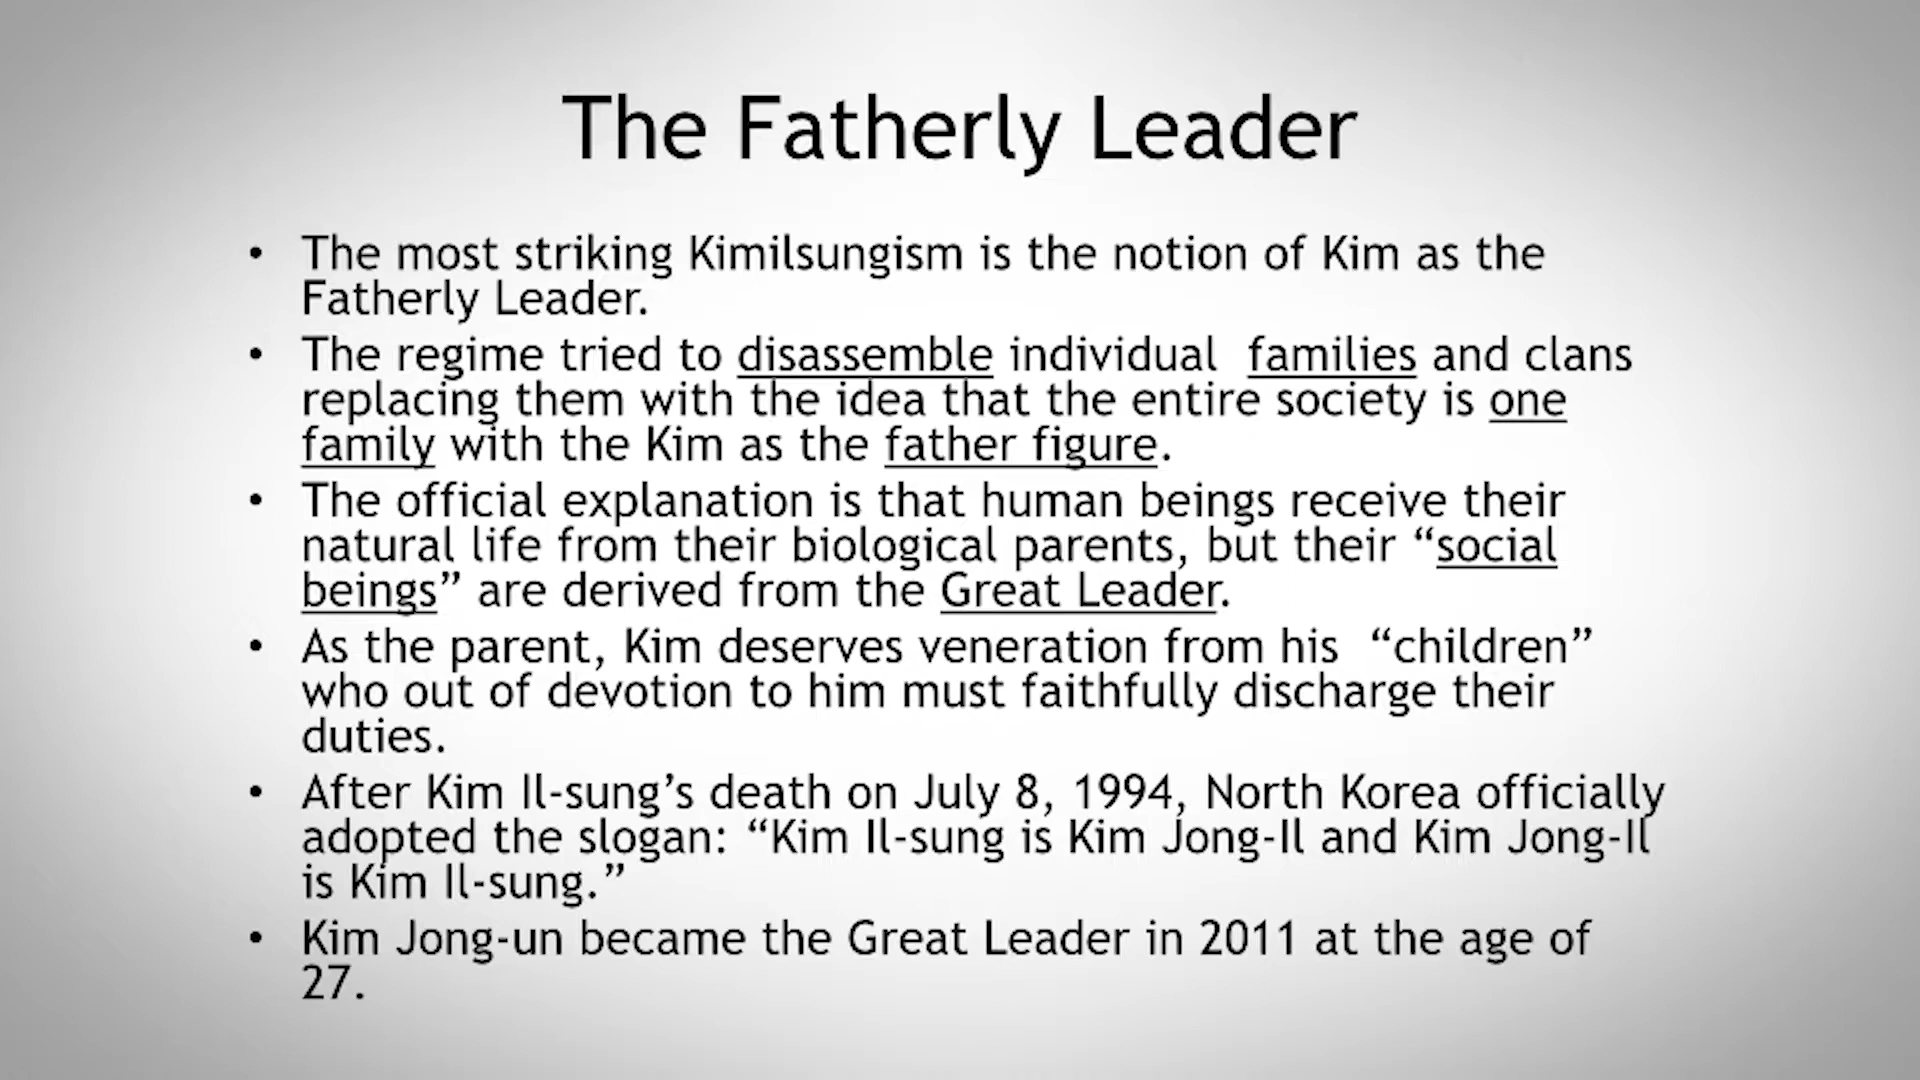 The Fatherly Leader
• The most striking Kimilsungism is the notion of Kim as the
Fatherly Leader.
• The regime tried to disassemble individual  families and clans
replacing them with the idea that the entire society is one
family with the Kim as the father figure.
• The official explanation is that human beings receive their
natural life from their biological parents, but their “social
beings” are derived from the Great Leader.
• As the parent, Kim deserves veneration from his  “children”
who out of devotion to him must faithfully discharge their
duties.
• After Kim Il-sung’s death on July 8, 1994, North Korea officially
adopted the slogan: “Kim Il-sung is Kim Jong-Il and Kim Jong-Il
is Kim Il-sung.”
• Kim Jong-un became the Great Leader in 2011 at the age of
27.